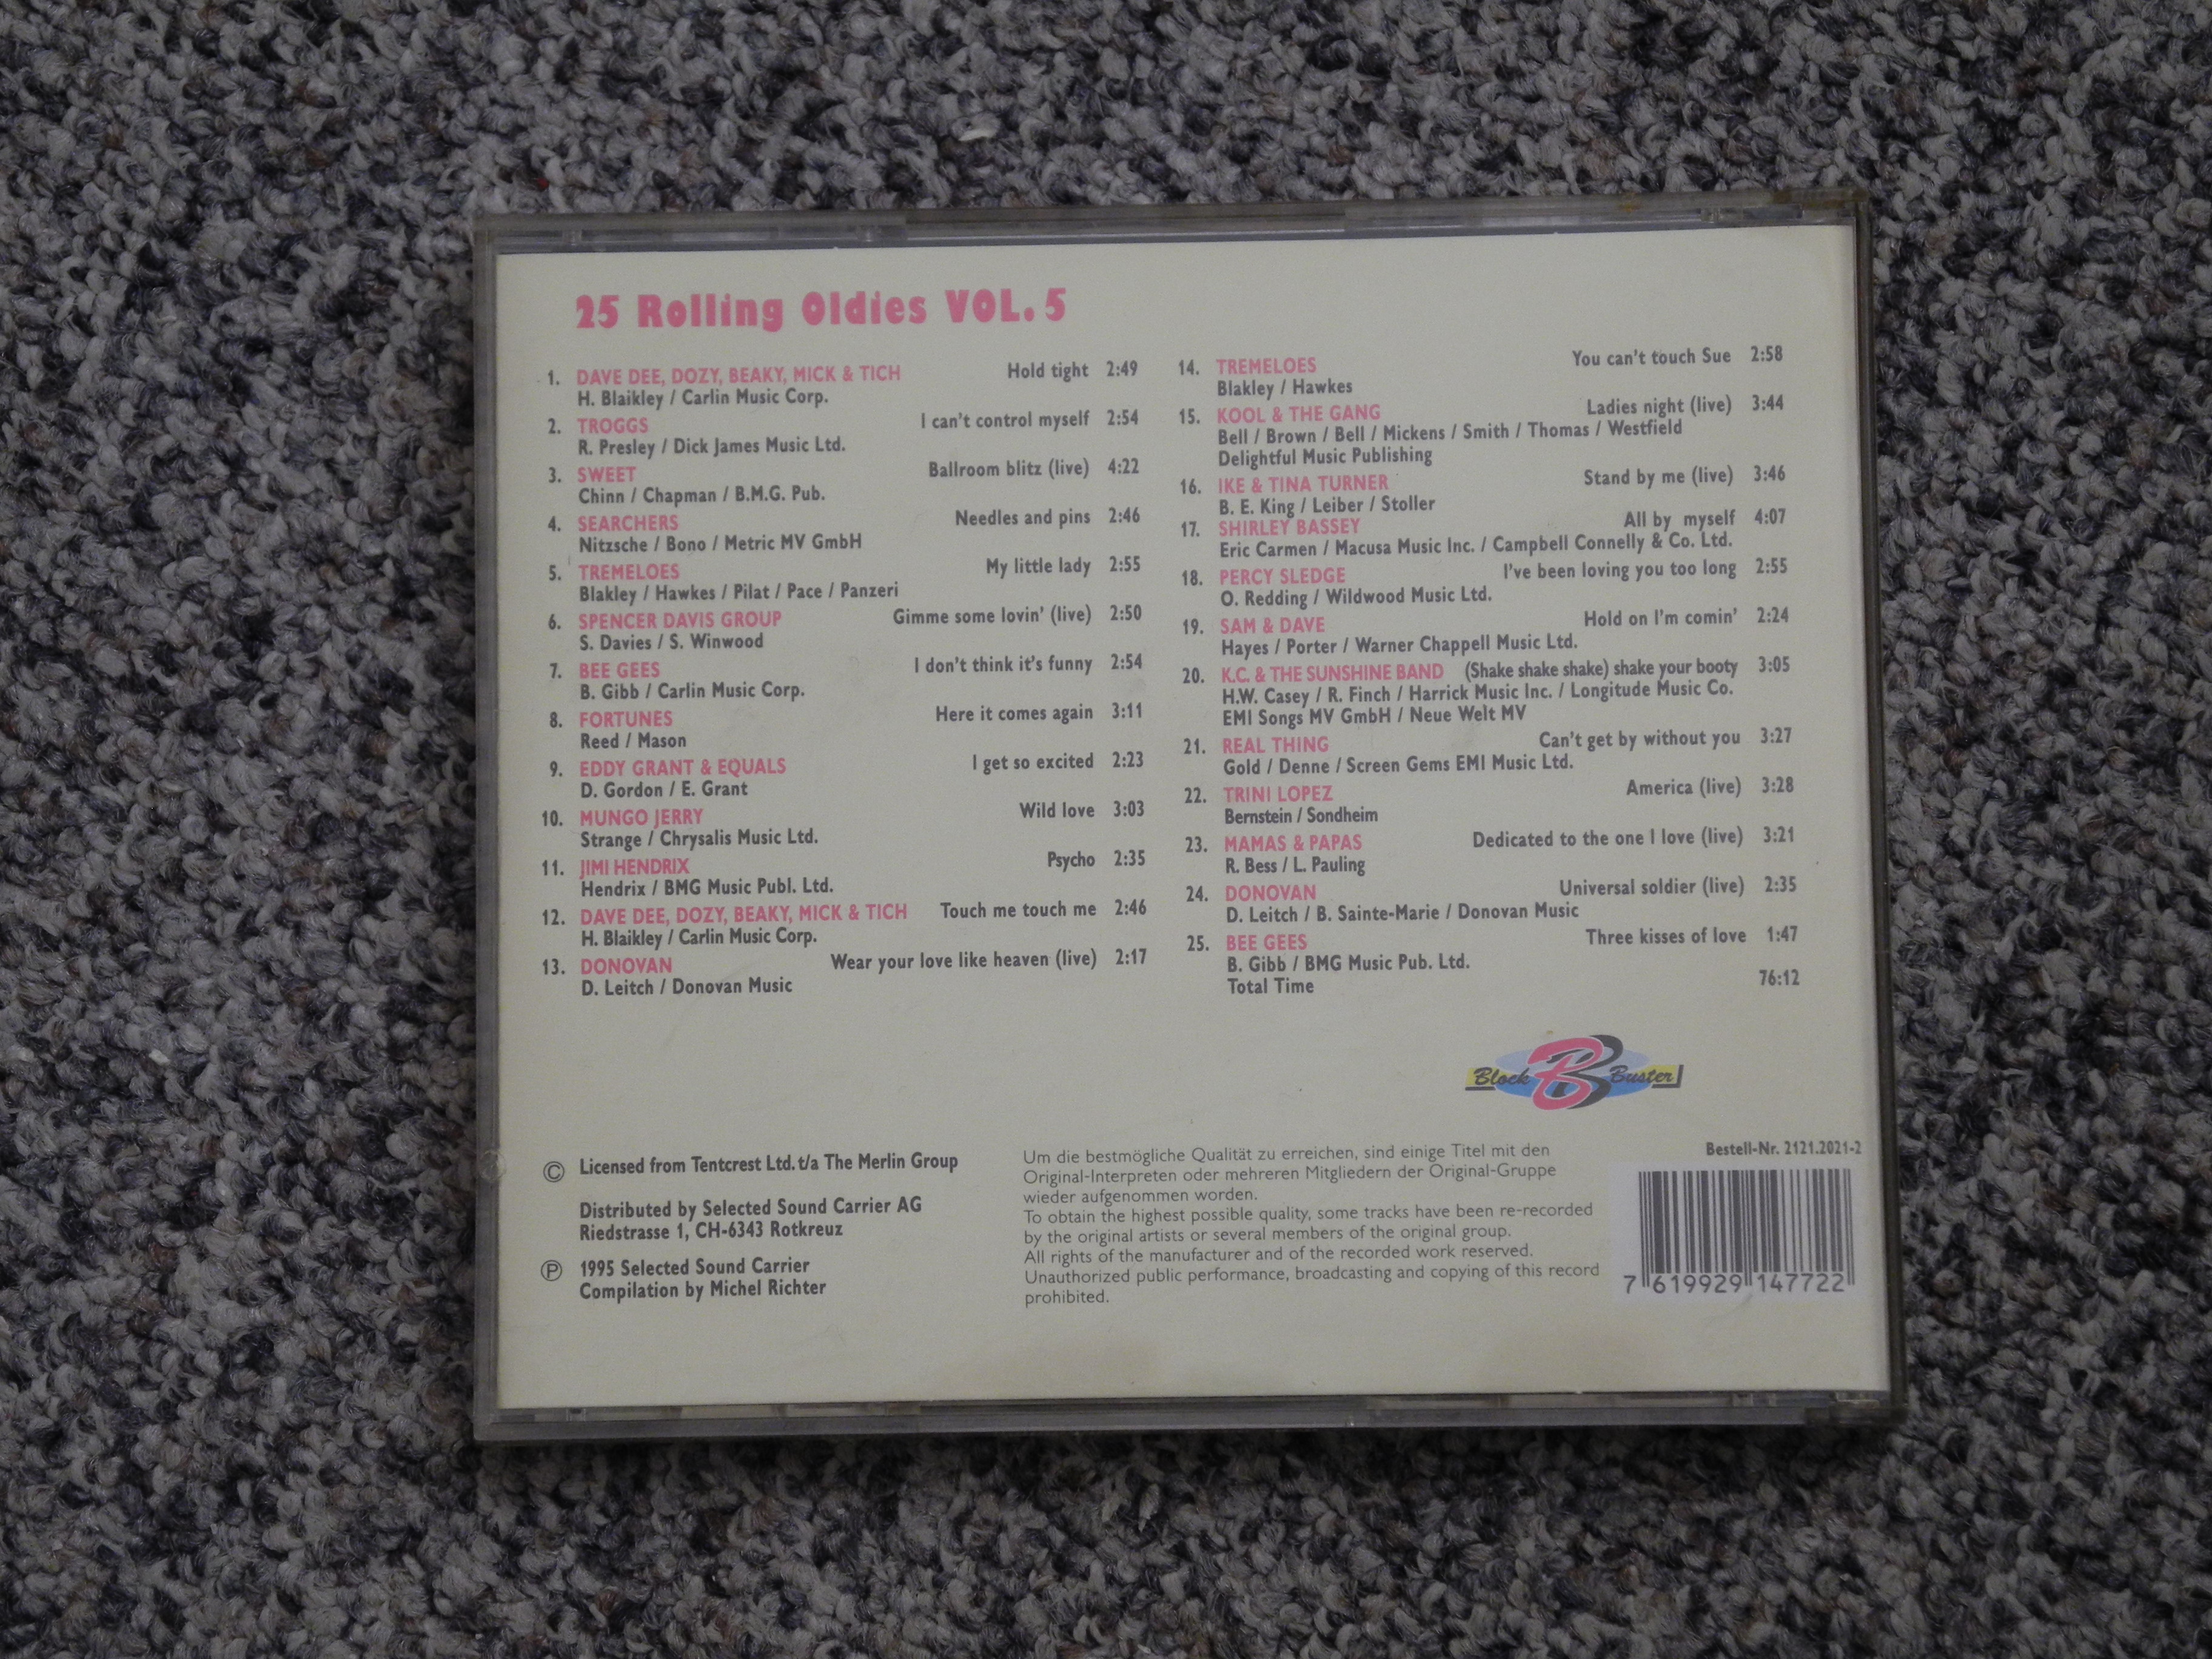 25 Rolling Oldies VOL. 5
1. DAVE DEE, DOZY, BEAKY, MICK & TICH Hold tight 2:49
H. Blaikley / Carlin Music Corp.
2. TROGGS I can't control myself 2:54
R. Presley / Dick James Music Ltd.
3. SWEET Ballroom blitz (live) 4:22
Chinn / Chapman / B.M.G. Pub.
4. SEARCHERS Needles and pins 2:46
Nitzsche / Bono / Metric MV GmbH
5. TREMELOES My little lady 2:55
Blakley / Hawkes / Pilat / Pace / Panzeri
6. SPENCER DAVIS GROUP Gimme some lovin' (live) 2:50
S. Davies / S. Winwood
7. BEE GEES I don't think it's funny 2:54
B. Gibb / Carlin Music Corp.
8. FORTUNES Here it comes again 3:11
Reed / Mason
9. EDDY GRANT & EQUALS I get so excited 2:23
D. Gordon / E. Grant
10. MUNGO JERRY Wild love 3:03
Strange / Chrysalis Music Ltd.
11. JIMI HENDRIX Psycho 2:35
Hendrix / BMG Music Publ. Ltd.
12. DAVE DEE, DOZY, BEAKY, MICK & TICH Touch me touch me 2:46
H. Blaikley / Carlin Music Corp.
13. DONOVAN Wear your love like heaven (live) 2:17
D. Leitch / Donovan Music
14. TREMELOES You can't touch Sue 2:58
Blakley / Hawkes
15. KOOL & THE GANG Ladies night (live) 3:44
Bell / Brown / Bell / Mickens / Smith / Thomas / Westfield
Delightful Music Publishing
16. IKE & TINA TURNER Stand by me (live) 3:46
B. E. King / Leiber / Stoller
17. SHIRLEY BASSEY All by myself 4:07
Eric Carmen / Macusa Music Inc. / Campbell Connelly & Co. Ltd.
18. PERCY SLEDGE I've been loving you too long 2:55
O. Redding / Wildwood Music Ltd.
19. SAM & DAVE Hold on I'm comin' 2:24
Hayes / Porter / Warner Chappell Music Ltd.
20. K.C. & THE SUNSHINE BAND (Shake shake shake) shake your booty 3:05
H.W. Casey / R. Finch / Harrick Music Inc. / Longitude Music Co.
EMI Songs MV GmbH / Neue Welt MV
21. REAL THING Can't get by without you 3:27
Gold / Denne / Screen Gems EMI Music Ltd.
22. TRINI LOPEZ America (live) 3:28
Bernstein / Sondheim
23. MAMAS & PAPAS Dedicated to the one I love (live) 3:21
R. Bess / L. Pauling
24. DONOVAN Universal soldier (live) 2:35
D. Leitch / B. Sainte-Marie / Donovan Music
25. BEE GEES Three kisses of love 1:47
B. Gibb / BMG Music Pub. Ltd.
Total Time 76:12
Block B Buster
© Licensed from Tentcrest Ltd. t/a The Merlin Group
Distributed by Selected Sound Carrier AG
Riedstrasse 1, CH-6343 Rotkreuz
℗ 1995 Selected Sound Carrier
Compilation by Michel Richter
Um die bestmögliche Qualität zu erreichen, sind einige Titel mit den
Original-Interpreten oder mehreren Mitgliedern der Original-Gruppe
wieder aufgenommen worden.
To obtain the highest possible quality, some tracks have been re-recorded
by the original artists or several members of the original group.
All rights of the manufacturer and of the recorded work reserved.
Unauthorized public performance, broadcasting and copying of this record
prohibited.
Bestell-Nr. 2121.2021-2
7 619929 147722